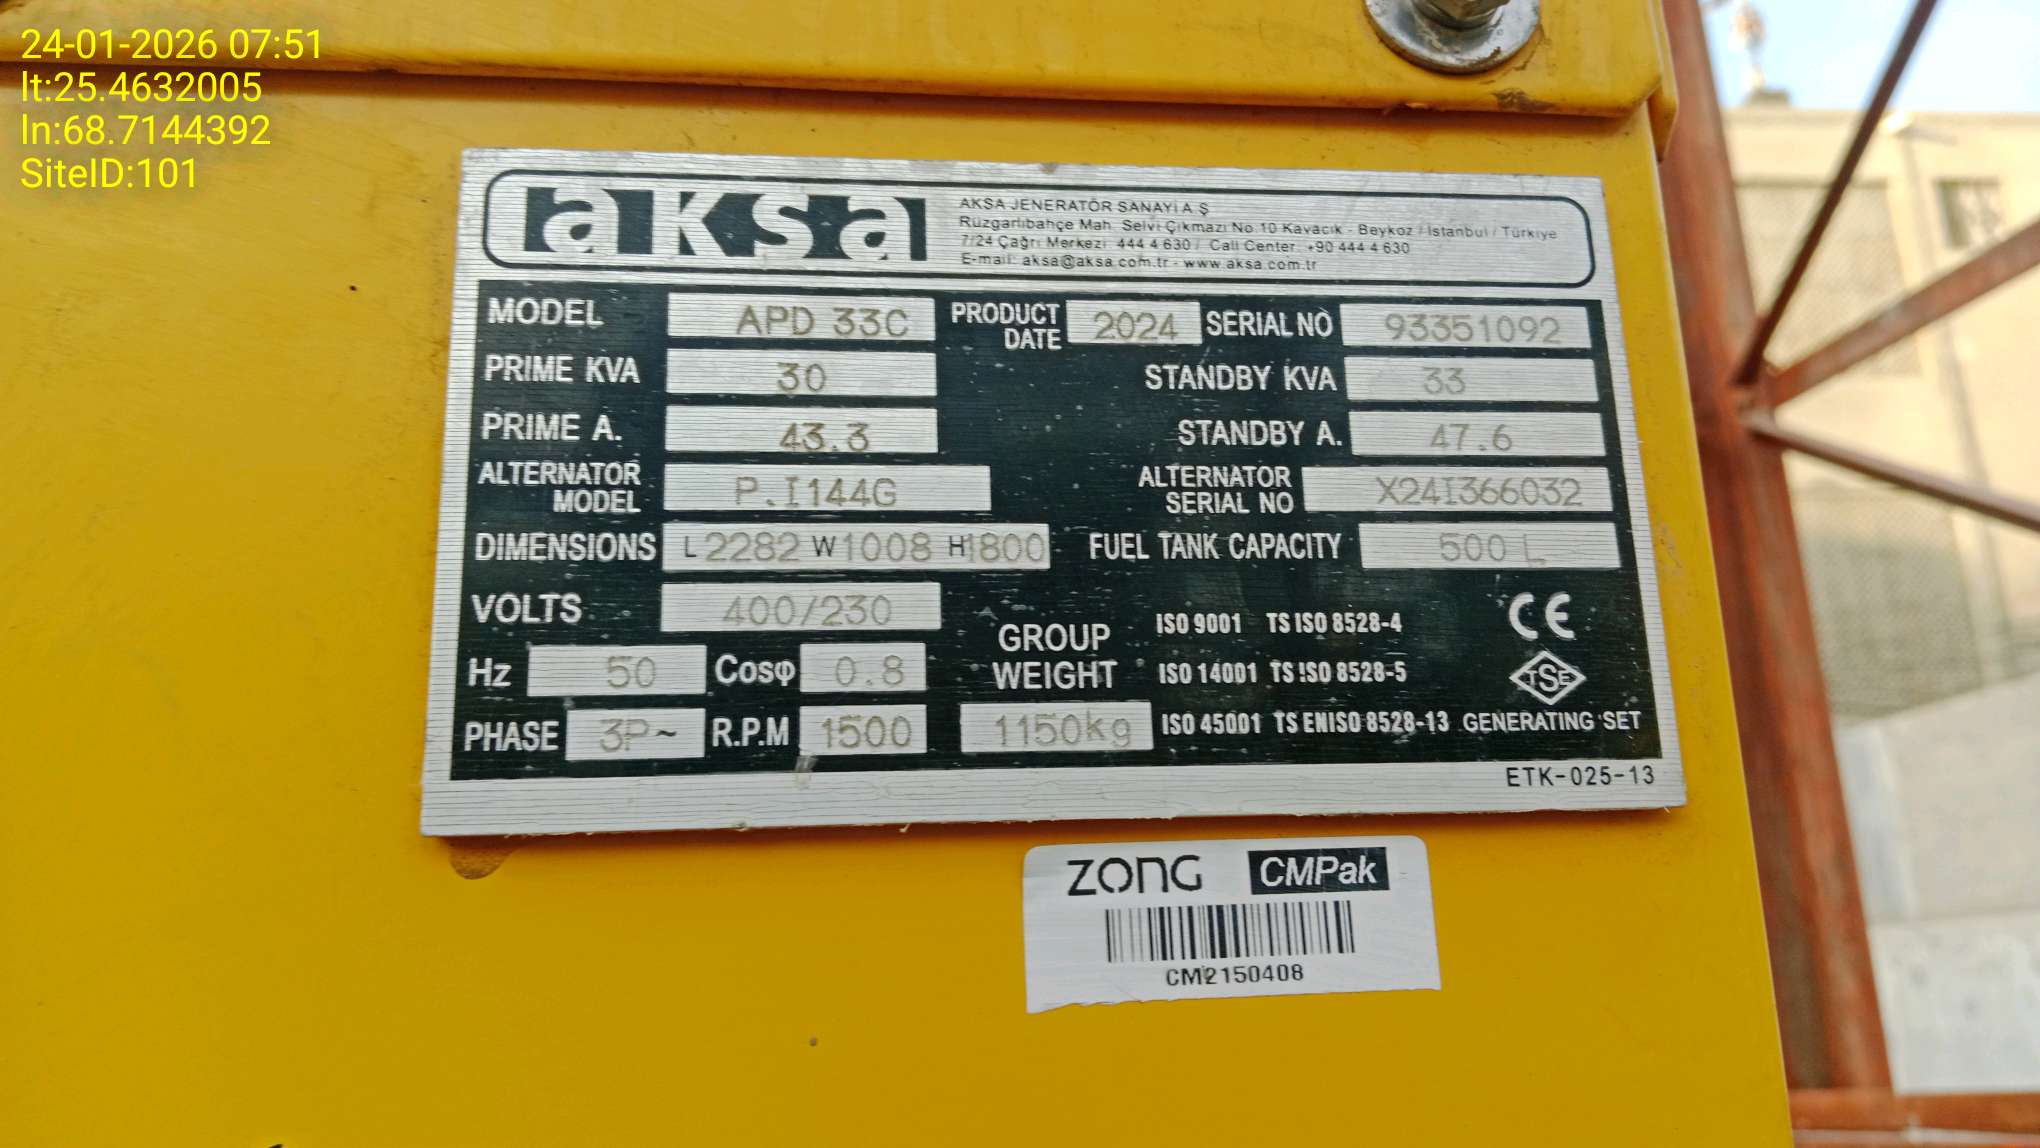 24-01-2026 07:51
lt:25.4632005
ln:68.7144392
SiteID:101
aksa
AKSA JENERATÖR SANAYİ A.Ş
Rüzgarlıbahçe Mah. Selvi Çıkmazı No:10 Kavacık - Beykoz / İstanbul / Türkiye
7/24 Çağrı Merkezi: 444 4 630 / Call Center: +90 444 4 630
E-mail: aksa@aksa.com.tr - www.aksa.com.tr
MODEL APD 33C PRODUCT DATE 2024 SERIAL NO 93351092
PRIME KVA 30 STANDBY KVA 33
PRIME A. 43.3 STANDBY A. 47.6
ALTERNATOR MODEL P.I144G ALTERNATOR SERIAL NO X24I366032
DIMENSIONS L 2282 W 1008 H 1800 FUEL TANK CAPACITY 500 L
VOLTS 400/230
GROUP WEIGHT ISO 9001 TS ISO 8528-4 CE
Hz 50 Cosφ 0.8 ISO 14001 TS ISO 8528-5 TSE
PHASE 3P~ R.P.M 1500 1150kg ISO 45001 TS EN ISO 8528-13 GENERATING SET
ETK-025-13
ZONG CMPak
CM2150408